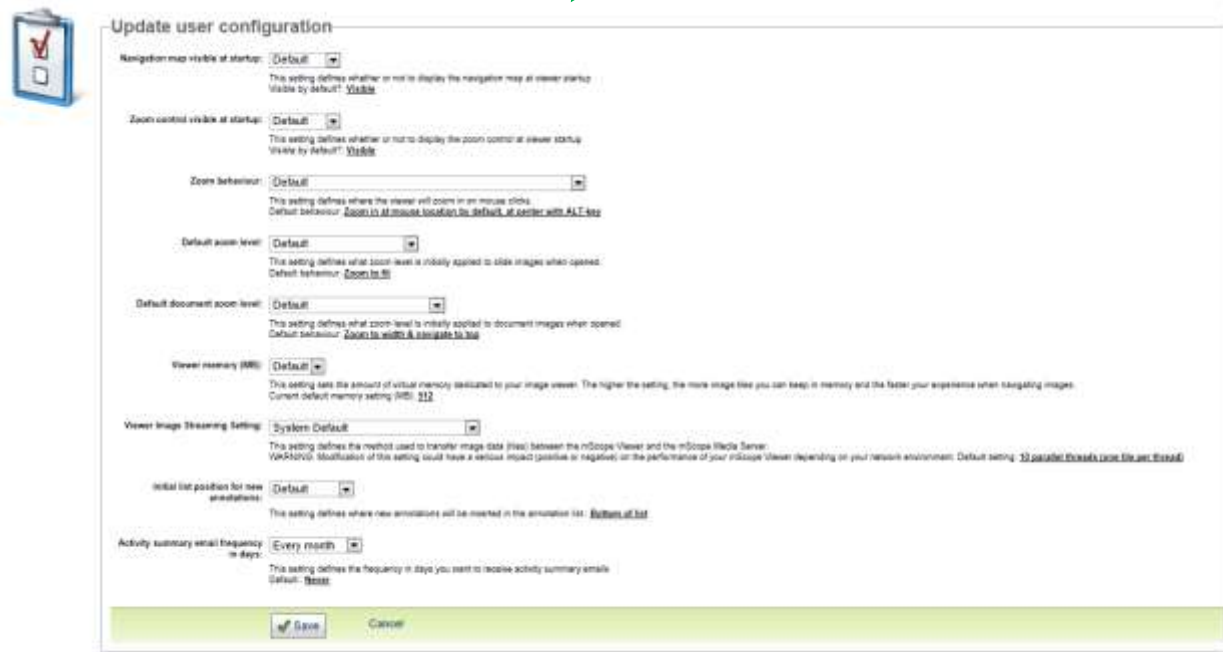 Update user configuration
Navigation map visible at startup: Default
This setting defines whether or not to display the navigation map at viewer startup
Visible by default?: Visible
Zoom control visible at startup: Default
This setting defines whether or not to display the zoom control at viewer startup
Visible by default?: Visible
Zoom behaviour: Default
This setting defines where the viewer will zoom in on mouse clicks.
Default behaviour: Zoom in at mouse location by default, at center with ALT-key
Default zoom level: Default
This setting defines what zoom level is initially applied to slide images when opened.
Default behaviour: Zoom to fit
Default document zoom level: Default
This setting defines what zoom level is initially applied to document images when opened
Default behaviour: Zoom to width & navigate to top
Viewer memory (MB): Default
This setting sets the amount of virtual memory dedicated to your image viewer. The higher the setting, the more image tiles you can keep in memory and the faster your experience when navigating images.
Current default memory setting (MB): 512
Viewer Image Streaming Setting: System Default
This setting defines the method used to transfer image data (tiles) between the mScope Viewer and the mScope Media Server.
WARNING: Modification of this setting could have a serious impact (positive or negative) on the performance of your mScope Viewer depending on your network environment. Default setting: 10 parallel threads (one tile per thread)
Initial list position for new annotations: Default
This setting defines where new annotations will be inserted in the annotation list: Bottom of list
Activity summary email frequency in days: Every month
This setting defines the frequency in days you want to receive activity summary emails
Default: Never
Save Cancel